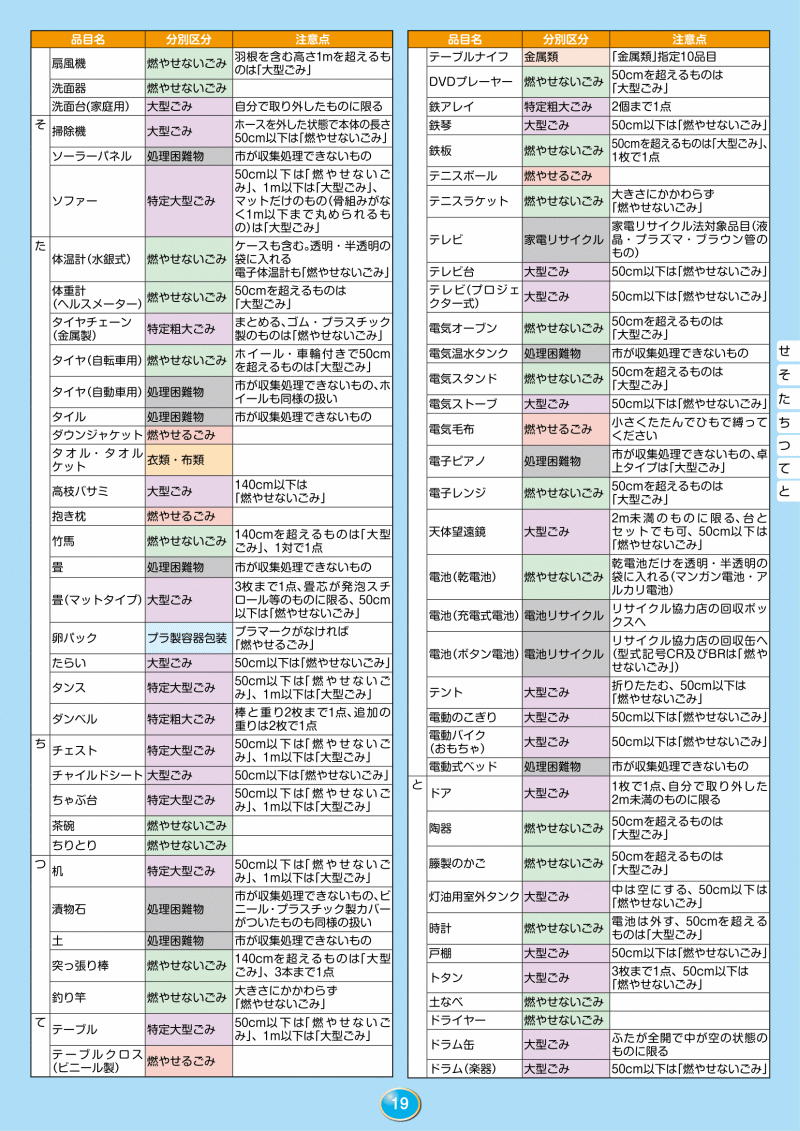 品目名 分別区分 注意点
扇風機 燃やせないごみ 羽根を含む高さ1mを超えるも
のは「大型ごみ」
洗面器 燃やせないごみ
洗面台(家庭用) 大型ごみ 自分で取り外したものに限る
そ 掃除機 大型ごみ ホースを外した状態で本体の長さ
50cm以下は「燃やせないごみ」
ソーラーパネル 処理困難物 市が収集処理できないもの
ソファー 特定大型ごみ 50cm以下は「燃やせないご
み」、1m以下は「大型ごみ」、
マットだけのもの(骨組みがな
く1m以下まで丸められるも
の)は「大型ごみ」
た 体温計(水銀式) 燃やせないごみ ケースも含む。透明・半透明の
袋に入れる
電子体温計も「燃やせないごみ」
体重計
(ヘルスメーター) 燃やせないごみ 50cmを超えるものは
「大型ごみ」
タイヤチェーン
(金属製) 特定粗大ごみ まとめる、ゴム・プラスチック
製のものは「燃やせないごみ」
タイヤ(自転車用) 燃やせないごみ ホイール・車輪付きで50cm
を超えるものは「大型ごみ」
タイヤ(自動車用) 処理困難物 市が収集処理できないもの、ホ
イールも同様の扱い
タイル 処理困難物 市が収集処理できないもの
ダウンジャケット 燃やせるごみ
タオル・タオル
ケット 衣類・布類
高枝バサミ 大型ごみ 140cm以下は
「燃やせないごみ」
抱き枕 燃やせるごみ
竹馬 燃やせないごみ 140cmを超えるものは「大型
ごみ」、1対で1点
畳 処理困難物 市が収集処理できないもの
畳(マットタイプ) 大型ごみ 3枚まで1点、畳芯が発泡スチ
ロール等のものに限る、50cm
以下は「燃やせないごみ」
卵パック プラ製容器包装 プラマークがなければ
「燃やせるごみ」
たらい 大型ごみ 50cm以下は「燃やせないごみ」
タンス 特定大型ごみ 50cm以下は「燃やせないご
み」、1m以下は「大型ごみ」
ダンベル 特定粗大ごみ 棒と重り2枚まで1点、追加の
重りは2枚で1点
ち チェスト 特定大型ごみ 50cm以下は「燃やせないご
み」、1m以下は「大型ごみ」
チャイルドシート 大型ごみ 50cm以下は「燃やせないごみ」
ちゃぶ台 特定大型ごみ 50cm以下は「燃やせないご
み」、1m以下は「大型ごみ」
茶碗 燃やせないごみ
ちりとり 燃やせないごみ
つ 机 特定大型ごみ 50cm以下は「燃やせないご
み」、1m以下は「大型ごみ」
漬物石 処理困難物 市が収集処理できないもの、ビ
ニール・プラスチック製カバー
がついたものも同様の扱い
土 処理困難物 市が収集処理できないもの
突っ張り棒 燃やせないごみ 140cmを超えるものは「大型
ごみ」、3本まで1点
釣り竿 燃やせないごみ 大きさにかかわらず
「燃やせないごみ」
て テーブル 特定大型ごみ 50cm以下は「燃やせないご
み」、1m以下は「大型ごみ」
テーブルクロス
(ビニール製) 燃やせるごみ
品目名 分別区分 注意点
テーブルナイフ 金属類 「金属類」指定10品目
DVDプレーヤー 燃やせないごみ 50cmを超えるものは
「大型ごみ」
鉄アレイ 特定粗大ごみ 2個まで1点
鉄琴 大型ごみ 50cm以下は「燃やせないごみ」
鉄板 燃やせないごみ 50cmを超えるものは「大型ごみ」、
1枚で1点
テニスボール 燃やせるごみ
テニスラケット 燃やせないごみ 大きさにかかわらず
「燃やせないごみ」
テレビ 家電リサイクル 家電リサイクル法対象品目(液
晶・プラズマ・ブラウン管の
もの)
テレビ台 大型ごみ 50cm以下は「燃やせないごみ」
テレビ(プロジェ
クター式) 大型ごみ 50cm以下は「燃やせないごみ」
電気オーブン 燃やせないごみ 50cmを超えるものは
「大型ごみ」
電気温水タンク 処理困難物 市が収集処理できないもの
電気スタンド 燃やせないごみ 50cmを超えるものは
「大型ごみ」
電気ストーブ 大型ごみ 50cm以下は「燃やせないごみ」
電気毛布 燃やせるごみ 小さくたたんでひもで縛って
ください
電子ピアノ 処理困難物 市が収集処理できないもの、卓
上タイプは「大型ごみ」
電子レンジ 燃やせないごみ 50cmを超えるものは
「大型ごみ」
天体望遠鏡 大型ごみ 2m未満のものに限る、台と
セットでも可、50cm以下は
「燃やせないごみ」
電池(乾電池) 燃やせないごみ 乾電池だけを透明・半透明の
袋に入れる(マンガン電池・ア
ルカリ電池)
電池(充電式電池) 電池リサイクル リサイクル協力店の回収ボッ
クスへ
電池(ボタン電池) 電池リサイクル リサイクル協力店の回収缶へ
(型式記号CR及びBRは「燃や
せないごみ」)
テント 大型ごみ 折りたたむ、50cm以下は
「燃やせないごみ」
電動のこぎり 大型ごみ 50cm以下は「燃やせないごみ」
電動バイク
(おもちゃ) 大型ごみ 50cm以下は「燃やせないごみ」
電動式ベッド 処理困難物 市が収集処理できないもの
と ドア 大型ごみ 1枚で1点、自分で取り外した
2m未満のものに限る
陶器 燃やせないごみ 50cmを超えるものは
「大型ごみ」
籐製のかご 燃やせないごみ 50cmを超えるものは
「大型ごみ」
灯油用室外タンク 大型ごみ 中は空にする、50cm以下は
「燃やせないごみ」
時計 燃やせないごみ 電池は外す、50cmを超える
ものは「大型ごみ」
戸棚 大型ごみ 50cm以下は「燃やせないごみ」
トタン 大型ごみ 3枚まで1点、50cm以下は
「燃やせないごみ」
土なべ 燃やせないごみ
ドライヤー 燃やせないごみ
ドラム缶 大型ごみ ふたが全開で中が空の状態の
ものに限る
ドラム(楽器) 大型ごみ 50cm以下は「燃やせないごみ」
せ
そ
た
ち
つ
て
と
19